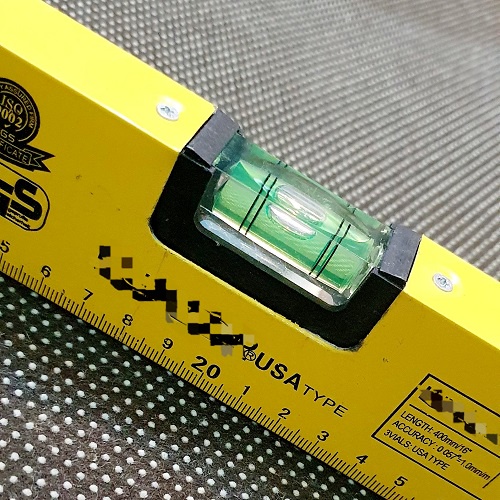 ISO
9002
GS
5 6 7 8 9 20 1 2 3 4 5
USA TYPE
LENGTH: 400mm/16"
ACCURACY: 0.057°=1.0mm/m
3VIALS: USA TYPE